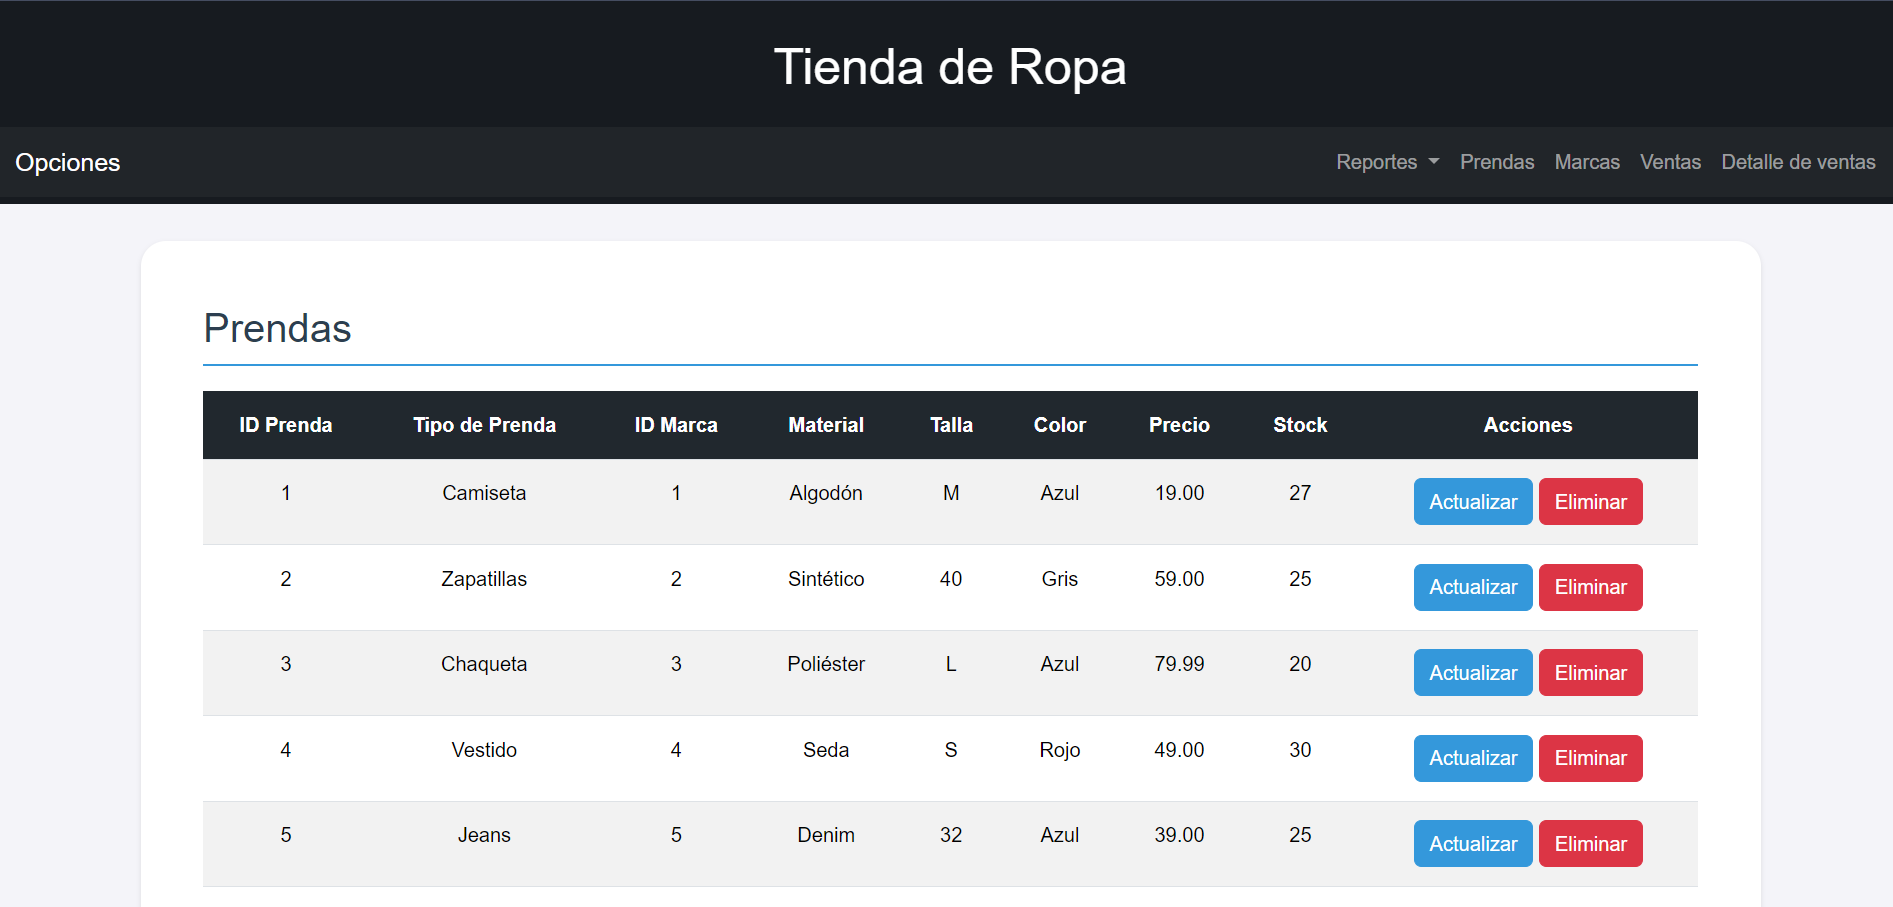 Tienda de Ropa
Opciones Reportes Prendas Marcas Ventas Detalle de ventas
Prendas
ID Prenda Tipo de Prenda ID Marca Material Talla Color Precio Stock Acciones
1 Camiseta 1 Algodón M Azul 19.00 27 Actualizar Eliminar
2 Zapatillas 2 Sintético 40 Gris 59.00 25 Actualizar Eliminar
3 Chaqueta 3 Poliéster L Azul 79.99 20 Actualizar Eliminar
4 Vestido 4 Seda S Rojo 49.00 30 Actualizar Eliminar
5 Jeans 5 Denim 32 Azul 39.00 25 Actualizar Eliminar